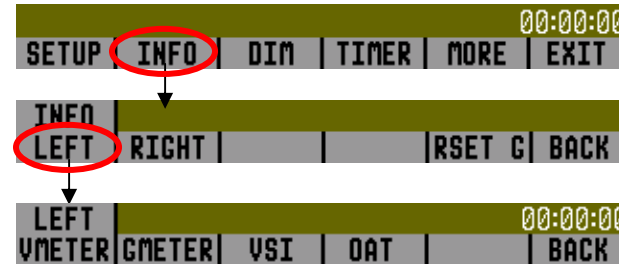 00:00:00
SETUP INFO DIM TIMER MORE EXIT
INFO
LEFT RIGHT RSET G BACK
LEFT 00:00:00
VMETER GMETER VSI OAT BACK